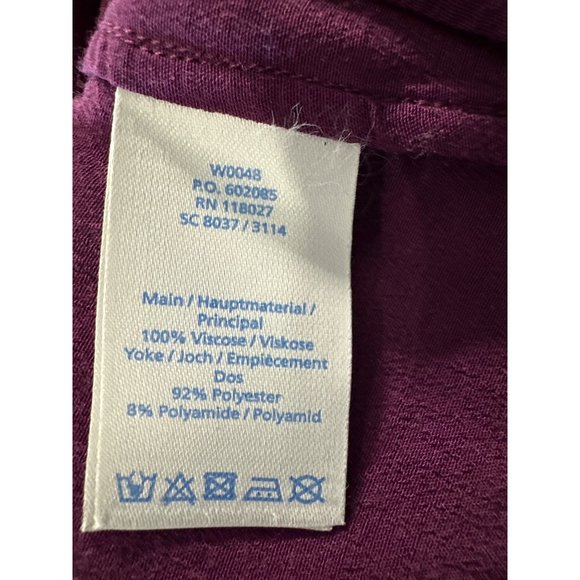 W0048
P.O. 602085
RN 118027
SC 8037 / 3114
Main / Hauptmaterial /
Principal
100% Viscose / Viskose
Yoke / Joch / Empiècement
Dos
92% Polyester
8% Polyamide / Polyamid